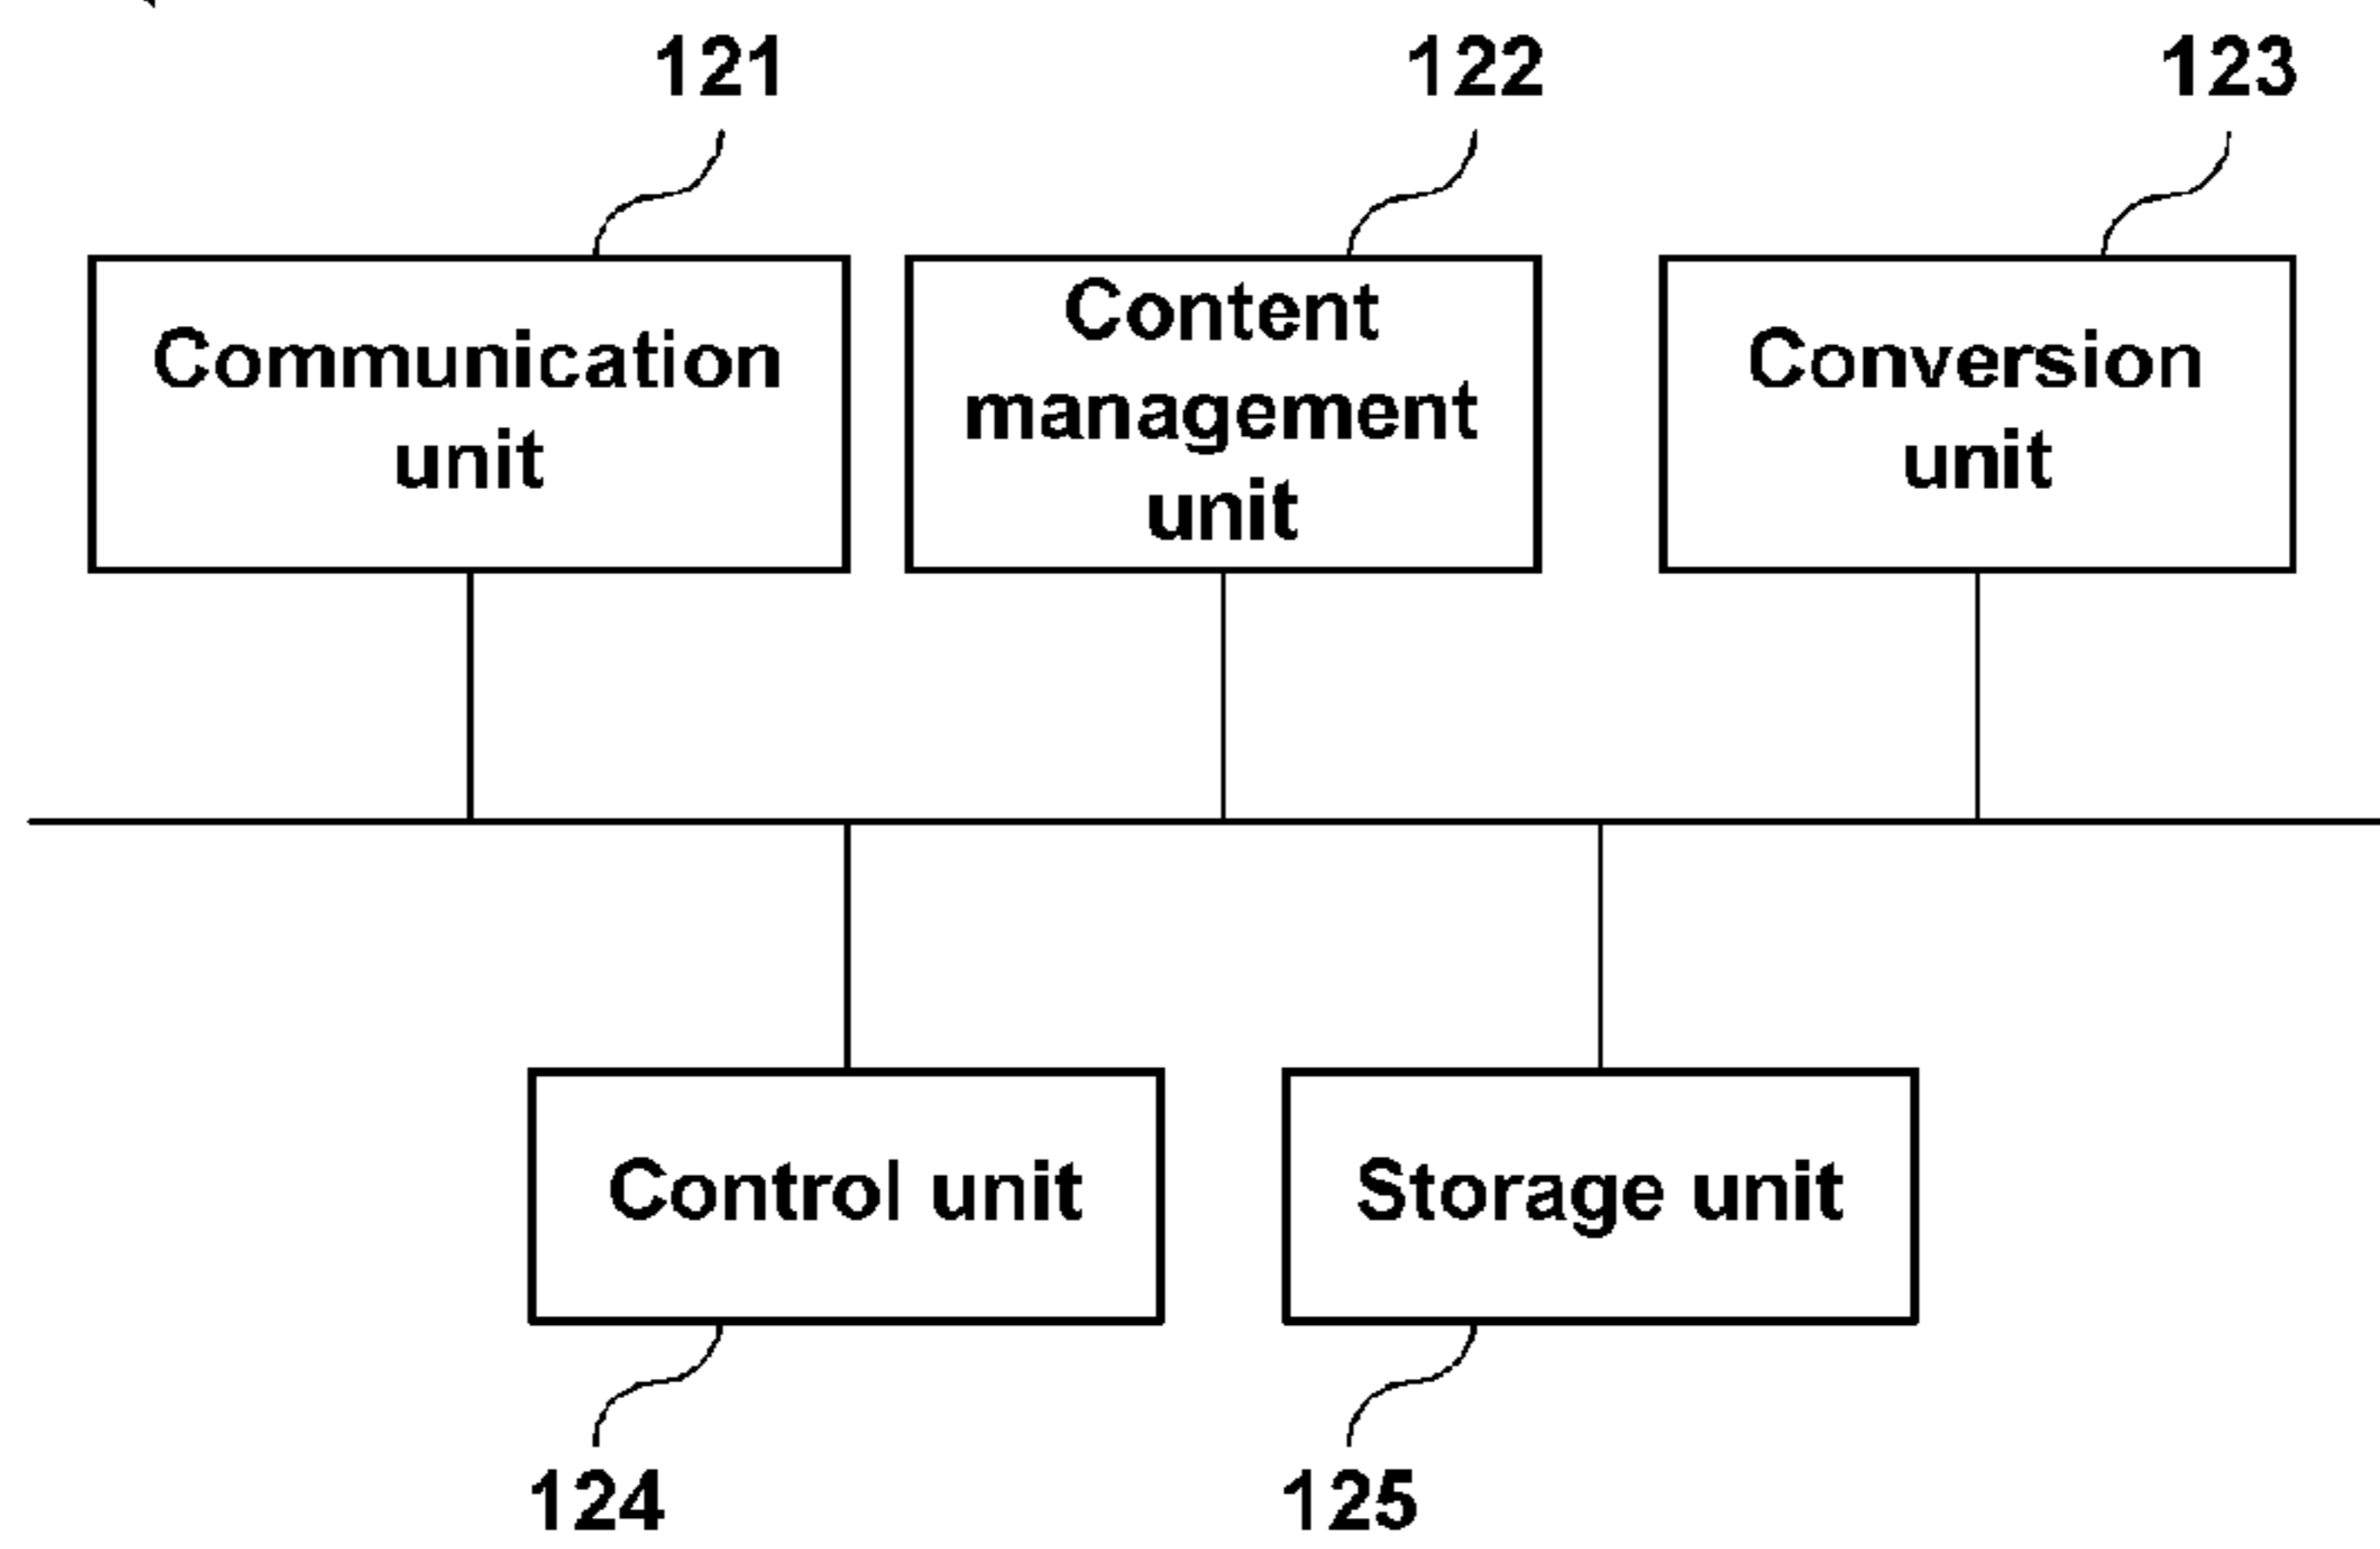 121
122
123
Communication
unit
Content
management
unit
Conversion
unit
Control unit
Storage unit
124
125